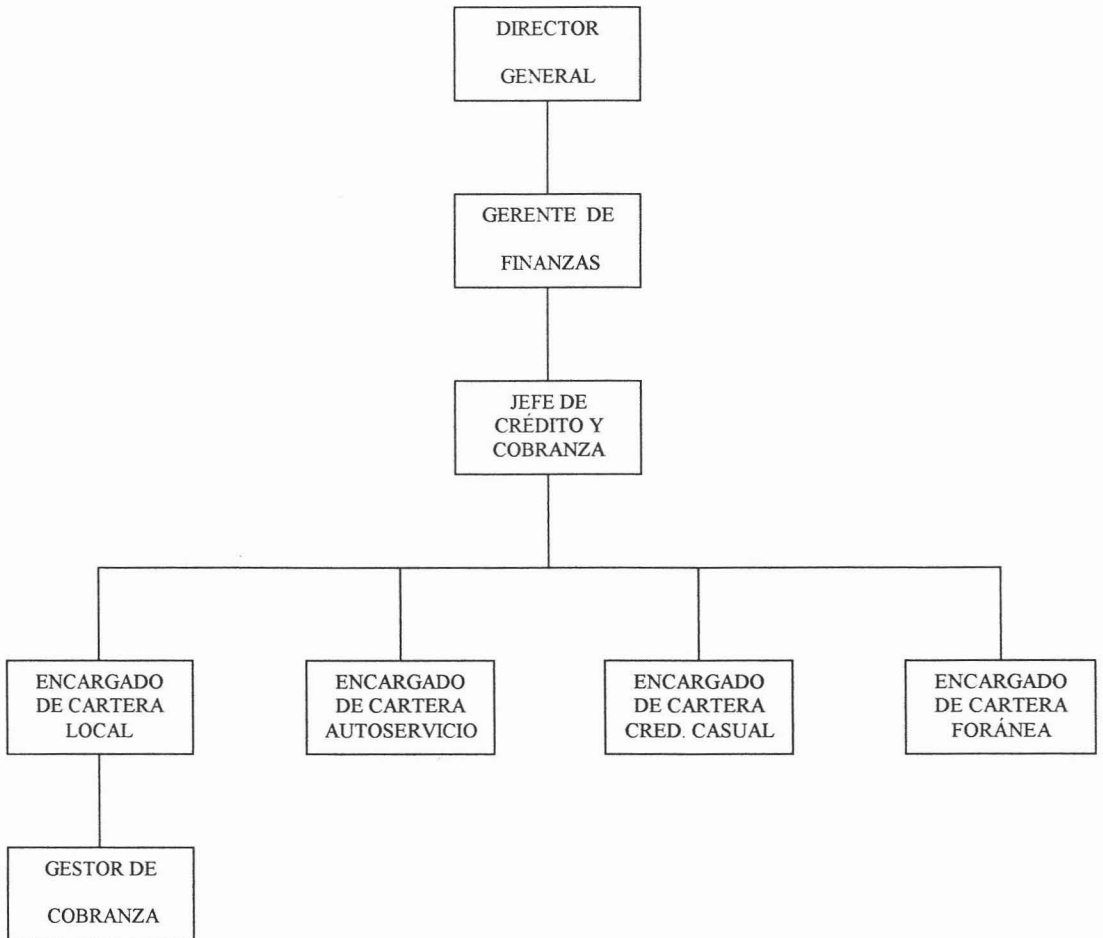 DIRECTOR
GENERAL
GERENTE DE
FINANZAS
JEFE DE
CRÉDITO Y
COBRANZA
ENCARGADO
DE CARTERA
LOCAL
ENCARGADO
DE CARTERA
AUTOSERVICIO
ENCARGADO
DE CARTERA
CRED. CASUAL
ENCARGADO
DE CARTERA
FORÁNEA
GESTOR DE
COBRANZA